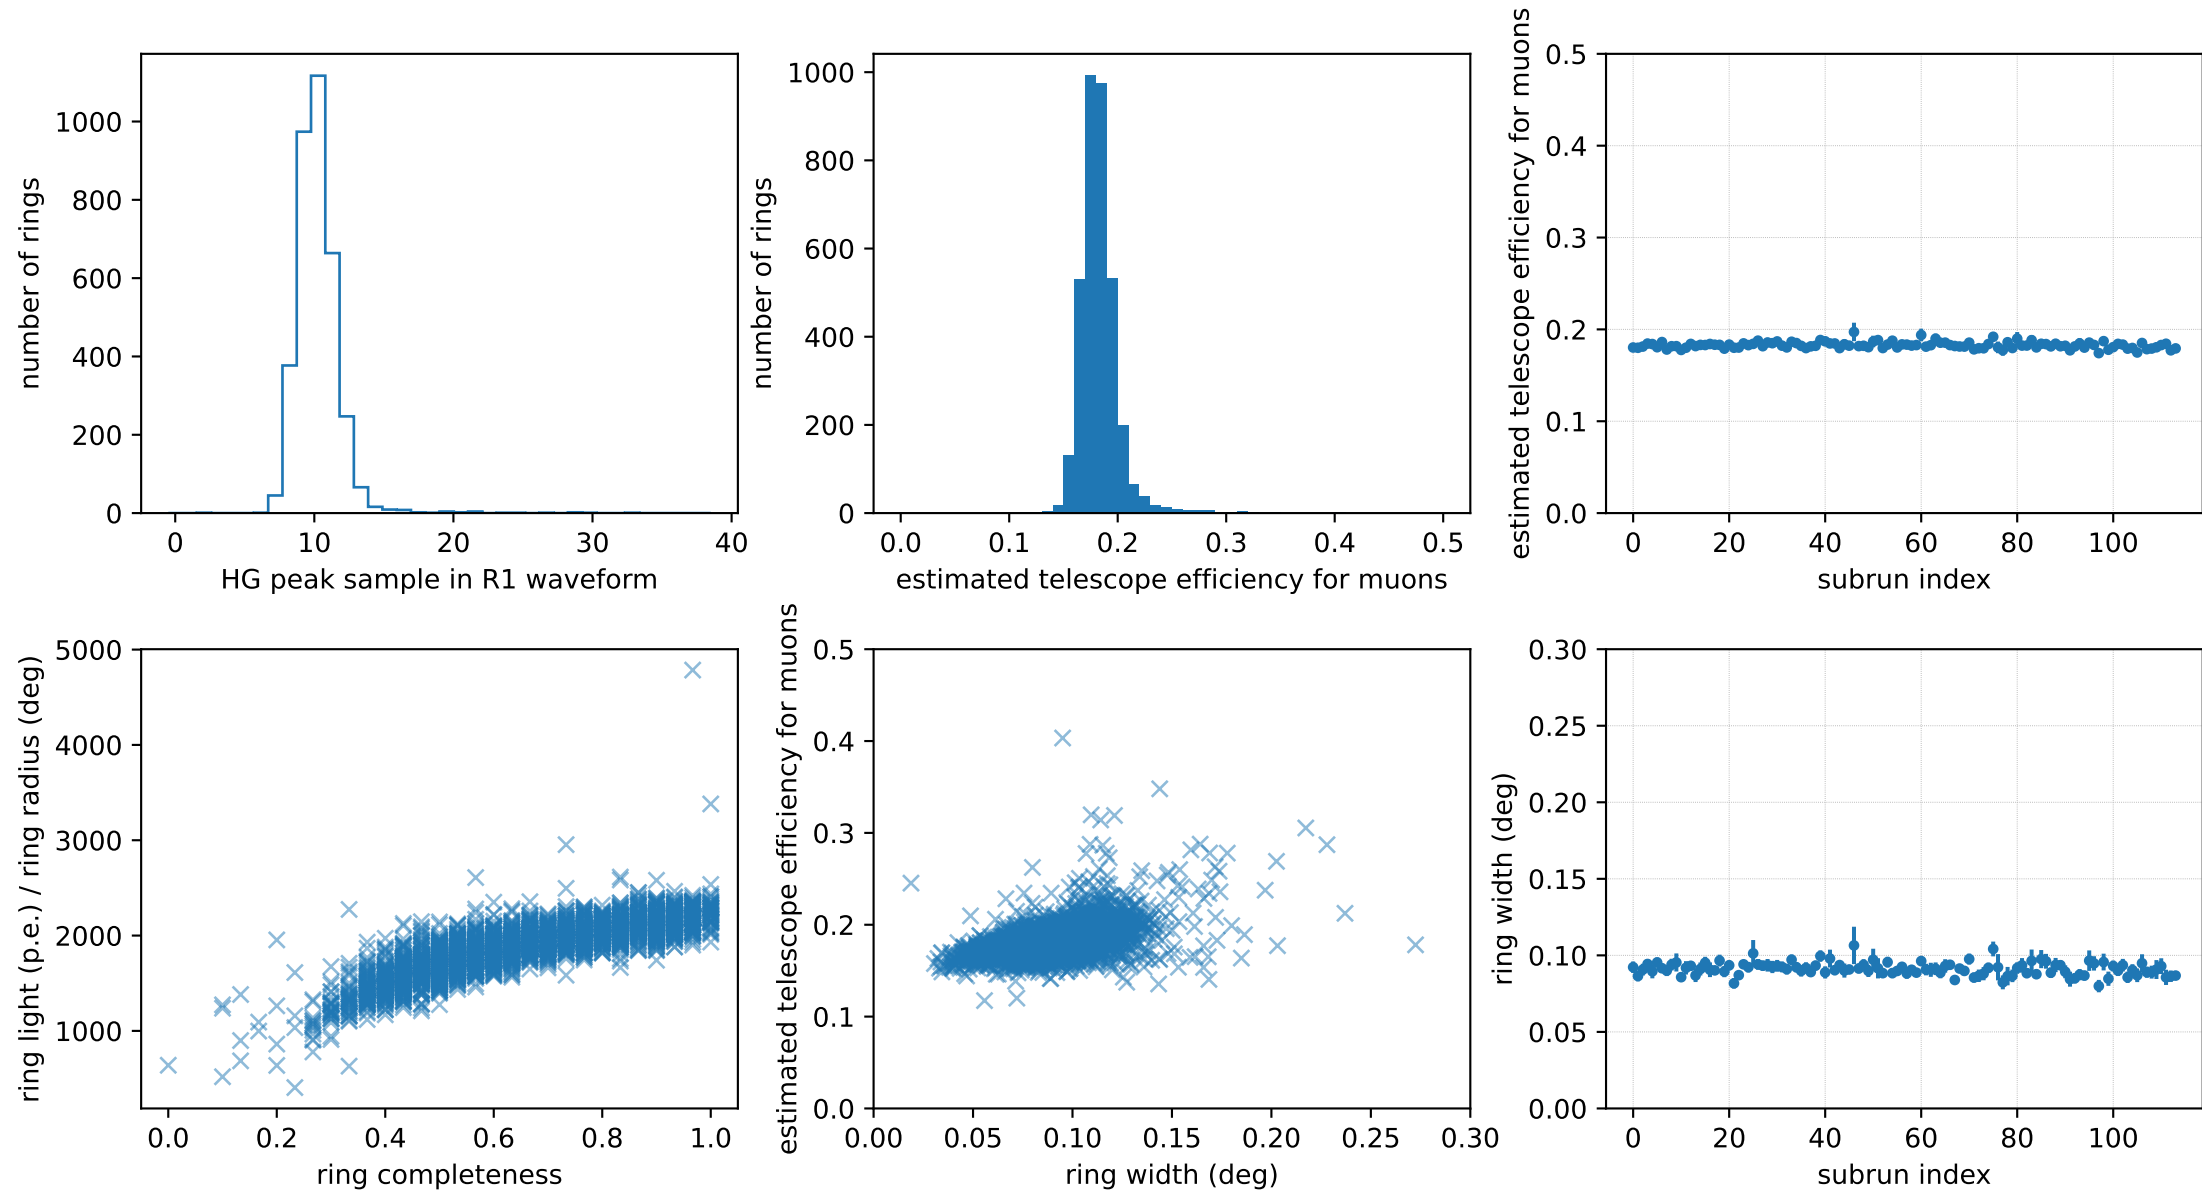 1000
800
600
400
200
0
number of rings
0 10 20 30 40
HG peak sample in R1 waveform
1000
800
600
400
200
0
number of rings
0.0 0.1 0.2 0.3 0.4 0.5
estimated telescope efficiency for muons
0.5
0.4
0.3
0.2
0.1
0.0
estimated telescope efficiency for muons
0 20 40 60 80 100
subrun index
5000
4000
3000
2000
1000
ring light (p.e.) / ring radius (deg)
0.0 0.2 0.4 0.6 0.8 1.0
ring completeness
0.5
0.4
0.3
0.2
0.1
0.0
estimated telescope efficiency for muons
0.00 0.05 0.10 0.15 0.20 0.25 0.30
ring width (deg)
0.30
0.25
0.20
0.15
0.10
0.05
0.00
ring width (deg)
0 20 40 60 80 100
subrun index